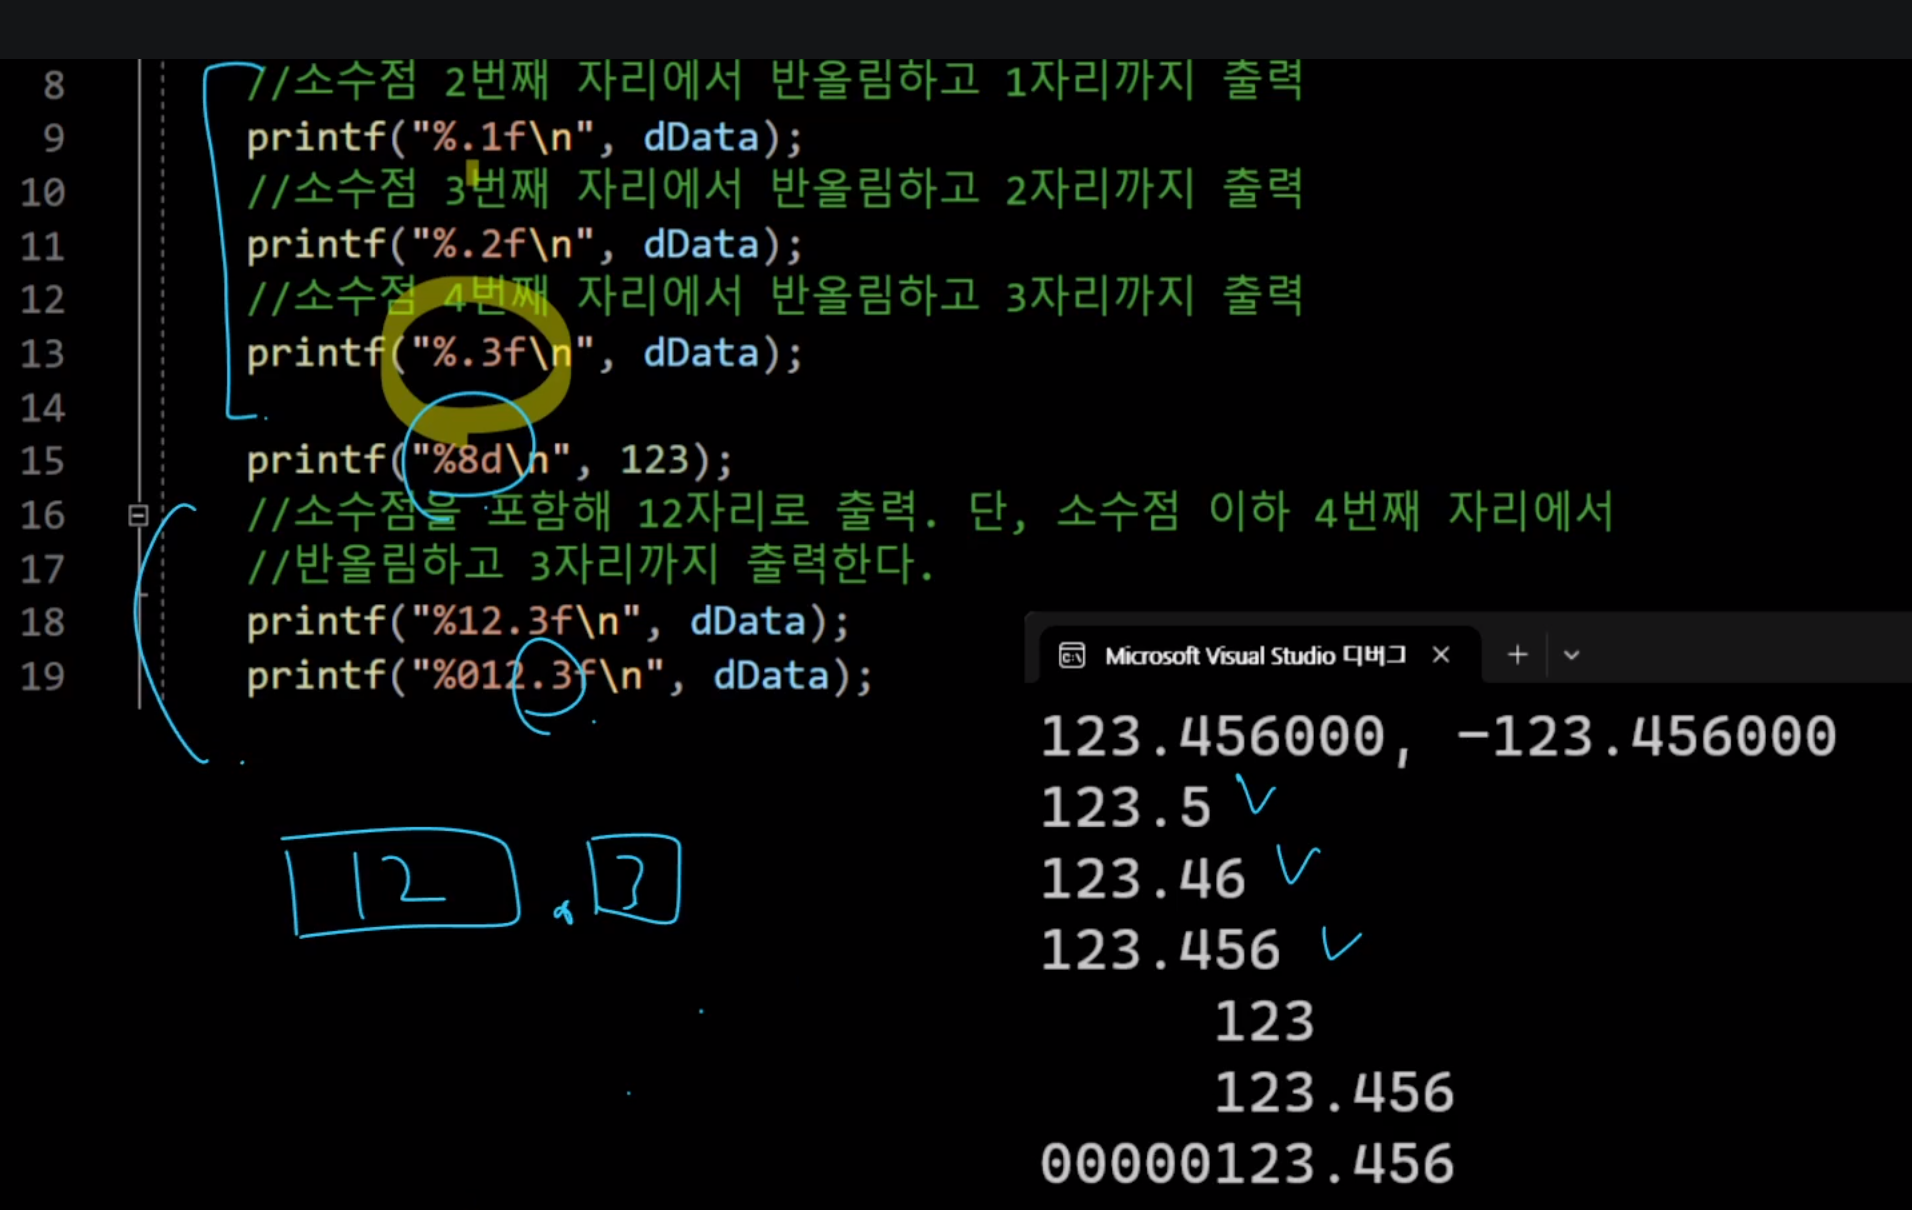 8 //소수점 2번째 자리에서 반올림하고 1자리까지 출력
9 printf("%.1f\n", dData);
10 //소수점 3번째 자리에서 반올림하고 2자리까지 출력
11 printf("%.2f\n", dData);
12 //소수점 4번째 자리에서 반올림하고 3자리까지 출력
13 printf("%.3f\n", dData);
14
15 printf("%8d\n", 123);
16 //소수점을 포함해 12자리로 출력. 단, 소수점 이하 4번째 자리에서
17 //반올림하고 3자리까지 출력한다.
18 printf("%12.3f\n", dData);
19 printf("%012.3f\n", dData);
12 . 3
Microsoft Visual Studio 디버그
123.456000, -123.456000
123.5
123.46
123.456
     123
     123.456
00000123.456